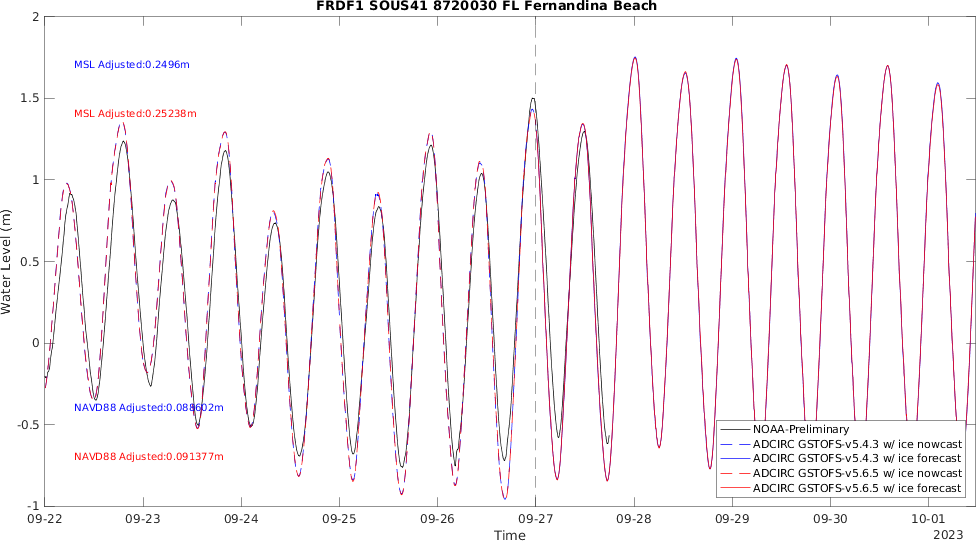 FRDF1 SOUS41 8720030 FL Fernandina Beach
2
MSL Adjusted:0.2496m
1.5
MSL Adjusted:0.25238m
1
0.5
Water Level (m)
0
NAVD88 Adjusted:0.088602m
-0.5
NOAA-Preliminary
ADCIRC GSTOFS-v5.4.3 w/ ice nowcast
NAVD88 Adjusted:0.091377m
ADCIRC GSTOFS-v5.4.3 w/ ice forecast
ADCIRC GSTOFS-v5.6.5 w/ ice nowcast
ADCIRC GSTOFS-v5.6.5 w/ ice forecast
-1
09-22 09-23 09-24 09-25 09-26 09-27 09-28 09-29 09-30 10-01
Time
2023